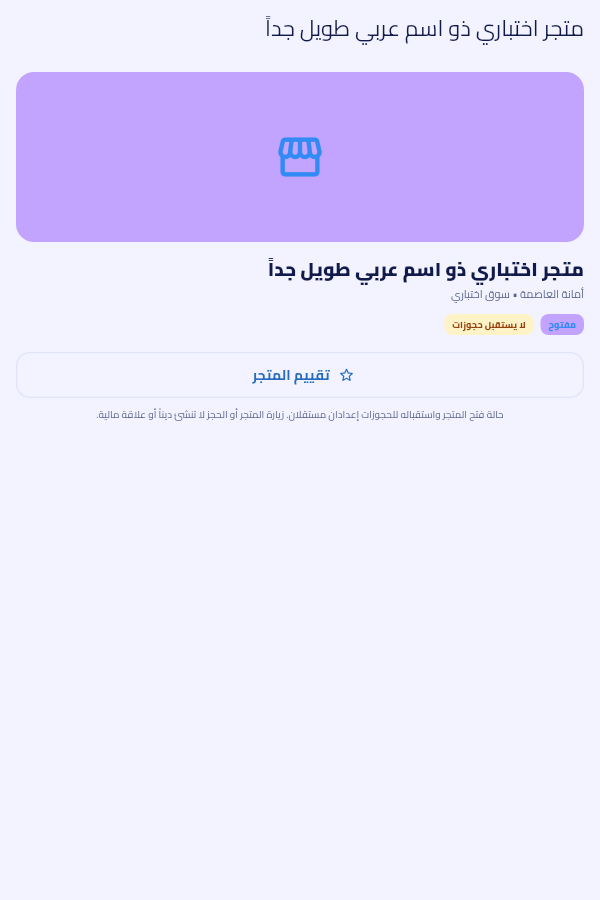 متجر اختباري ذو اسم عربي طويل جداً
متجر اختباري ذو اسم عربي طويل جداً
أمانة العاصمة • سوق اختباري
مفتوح
لا يستقبل حجوزات
تقييم المتجر
حالة فتح المتجر واستقباله للحجوزات إعدادان مستقلان. زيارة المتجر أو الحجز لا تنشئ ديناً أو علاقة مالية.